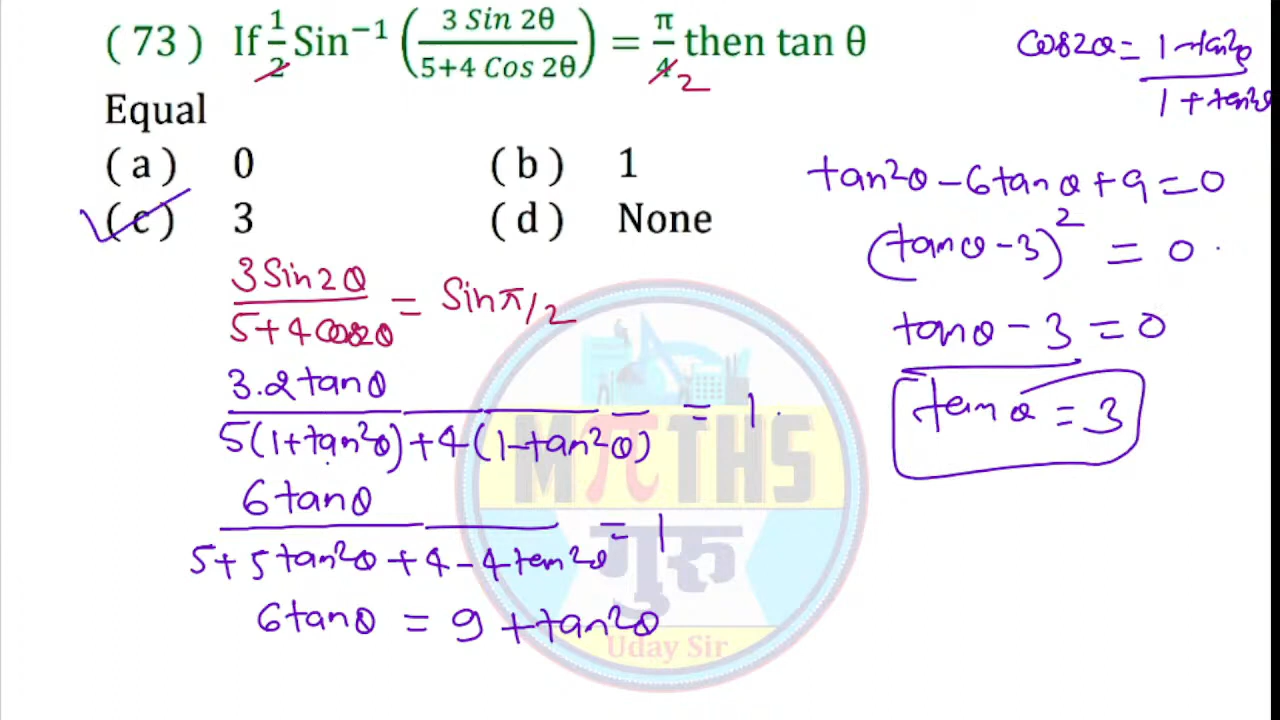 ( 73 ) If 1/2 Sin⁻¹ (3 Sin 2θ / 5+4 Cos 2θ) = π/4 then tan θ
2
Equal
( a ) 0 ( b ) 1
( c ) 3 ( d ) None
3Sin2θ / 5+4Cos2θ = Sinπ/2
3.2tanθ / 5(1+tan²θ)+4(1-tan²θ) = 1
6tanθ / 5+5tan²θ+4-4tan²θ = 1
6tanθ = 9+tan²θ
cos2θ = 1-tan²θ / 1+tan²θ
tan²θ-6tanθ+9=0
(tanθ-3)² = 0
tanθ-3=0
tanθ=3
MπTHS
गुरु
Uday Sir